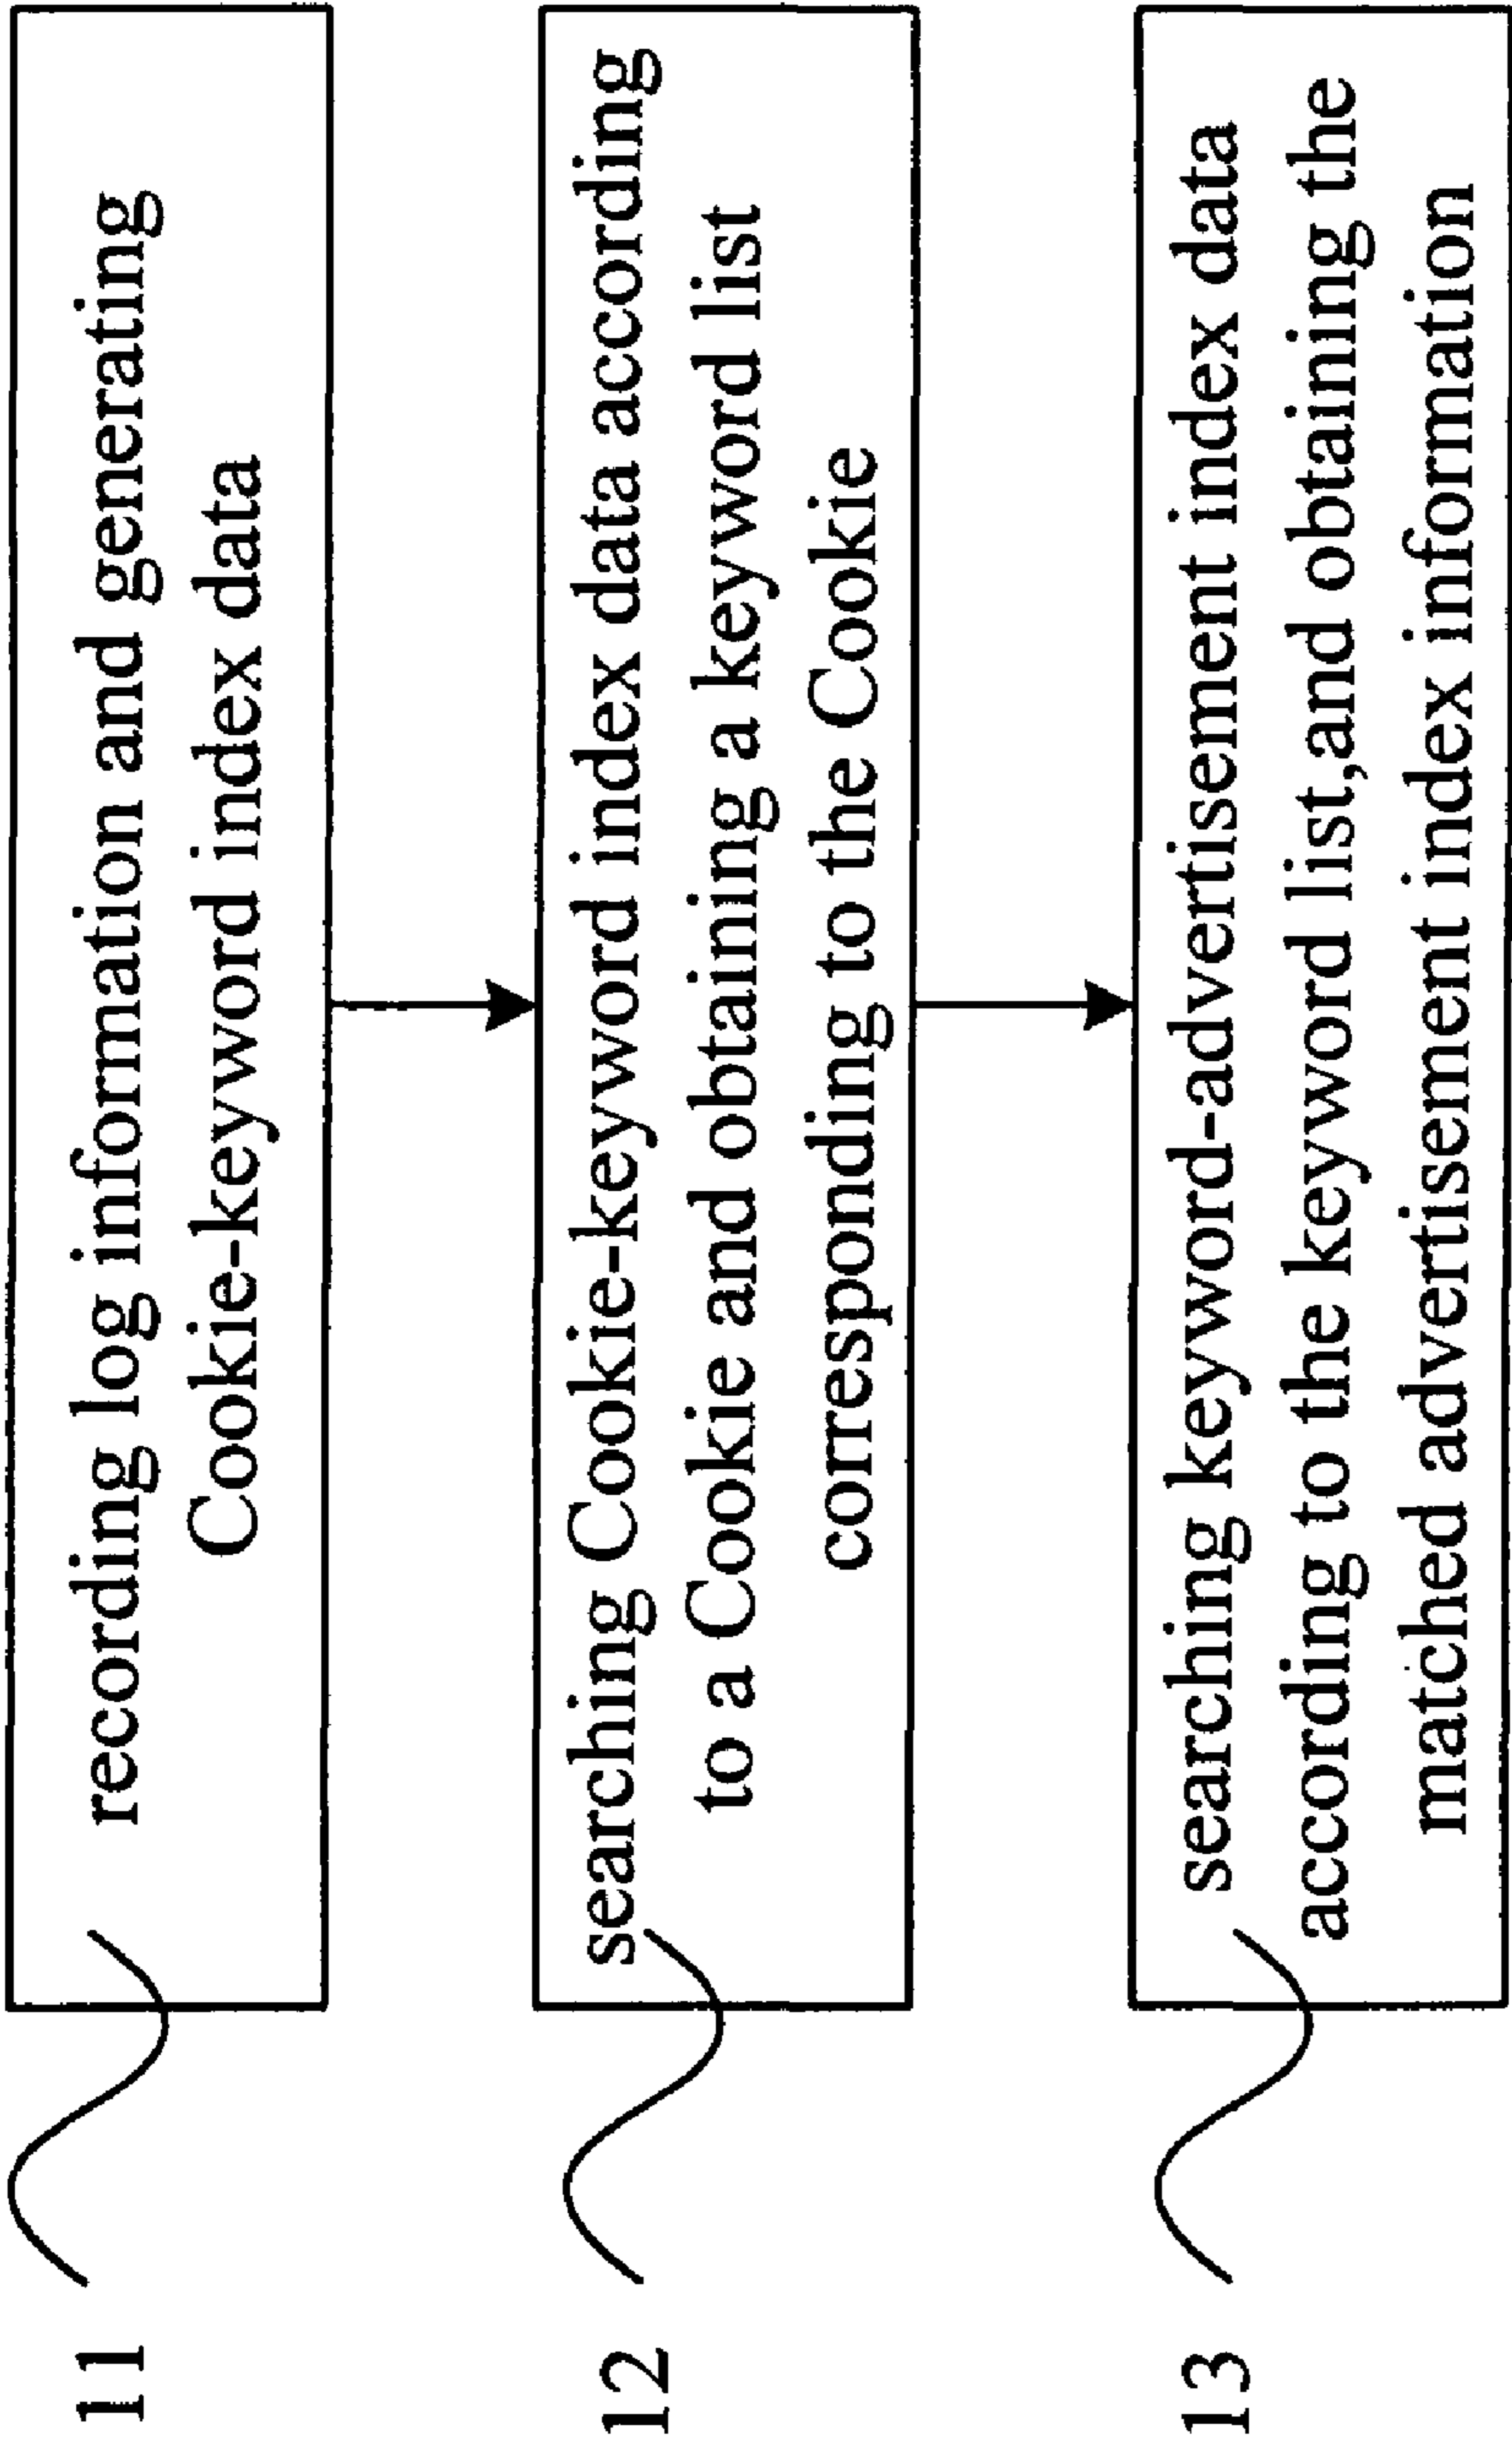 11
recording log information and generating
Cookie-keyword index data
12
searching Cookie-keyword index data according
to a Cookie and obtaining a keyword list
corresponding to the Cookie
13
searching keyword-advertisement index data
according to the keyword list,and obtaining the
matched advertisement index information